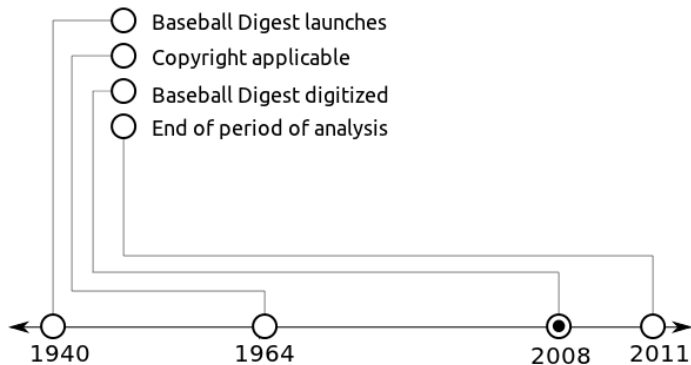 Baseball Digest launches
Copyright applicable
Baseball Digest digitized
End of period of analysis
1940 1964 2008 2011